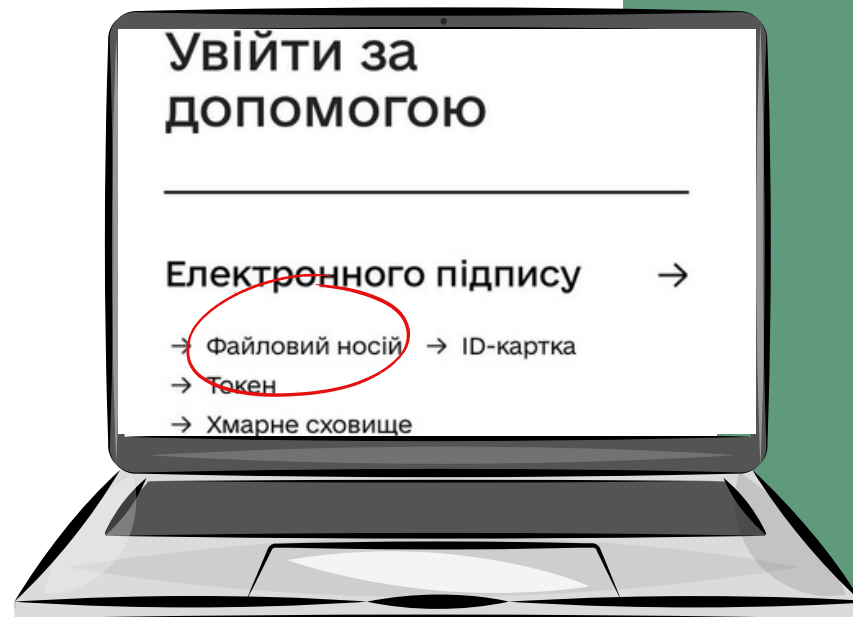 Увійти за
допомогою
Електронного підпису →
→ Файловий носій → ID-картка
→ Токен
→ Хмарне сховище